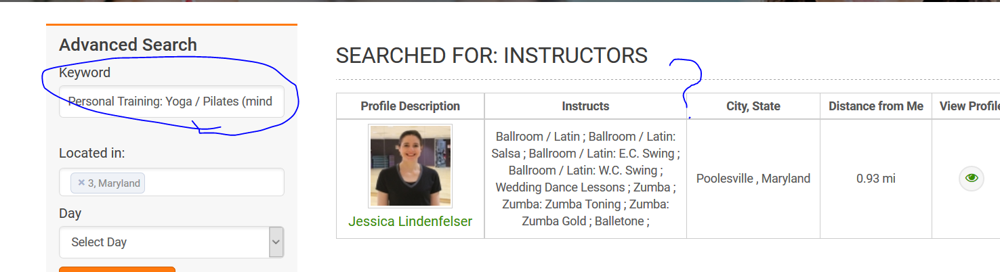 Advanced Search
Keyword
Personal Training: Yoga / Pilates (mind
Located in:
× 3, Maryland
Day
Select Day
SEARCHED FOR: INSTRUCTORS
?
Profile Description Instructs City, State Distance from Me View Profile
Ballroom / Latin ; Ballroom / Latin:
Salsa ; Ballroom / Latin: E.C. Swing ;
Ballroom / Latin: W.C. Swing ;
Wedding Dance Lessons ; Zumba ;
Zumba: Zumba Toning ; Zumba:
Zumba Gold ; Balletone ;
Jessica Lindenfelser
Poolesville , Maryland
0.93 mi